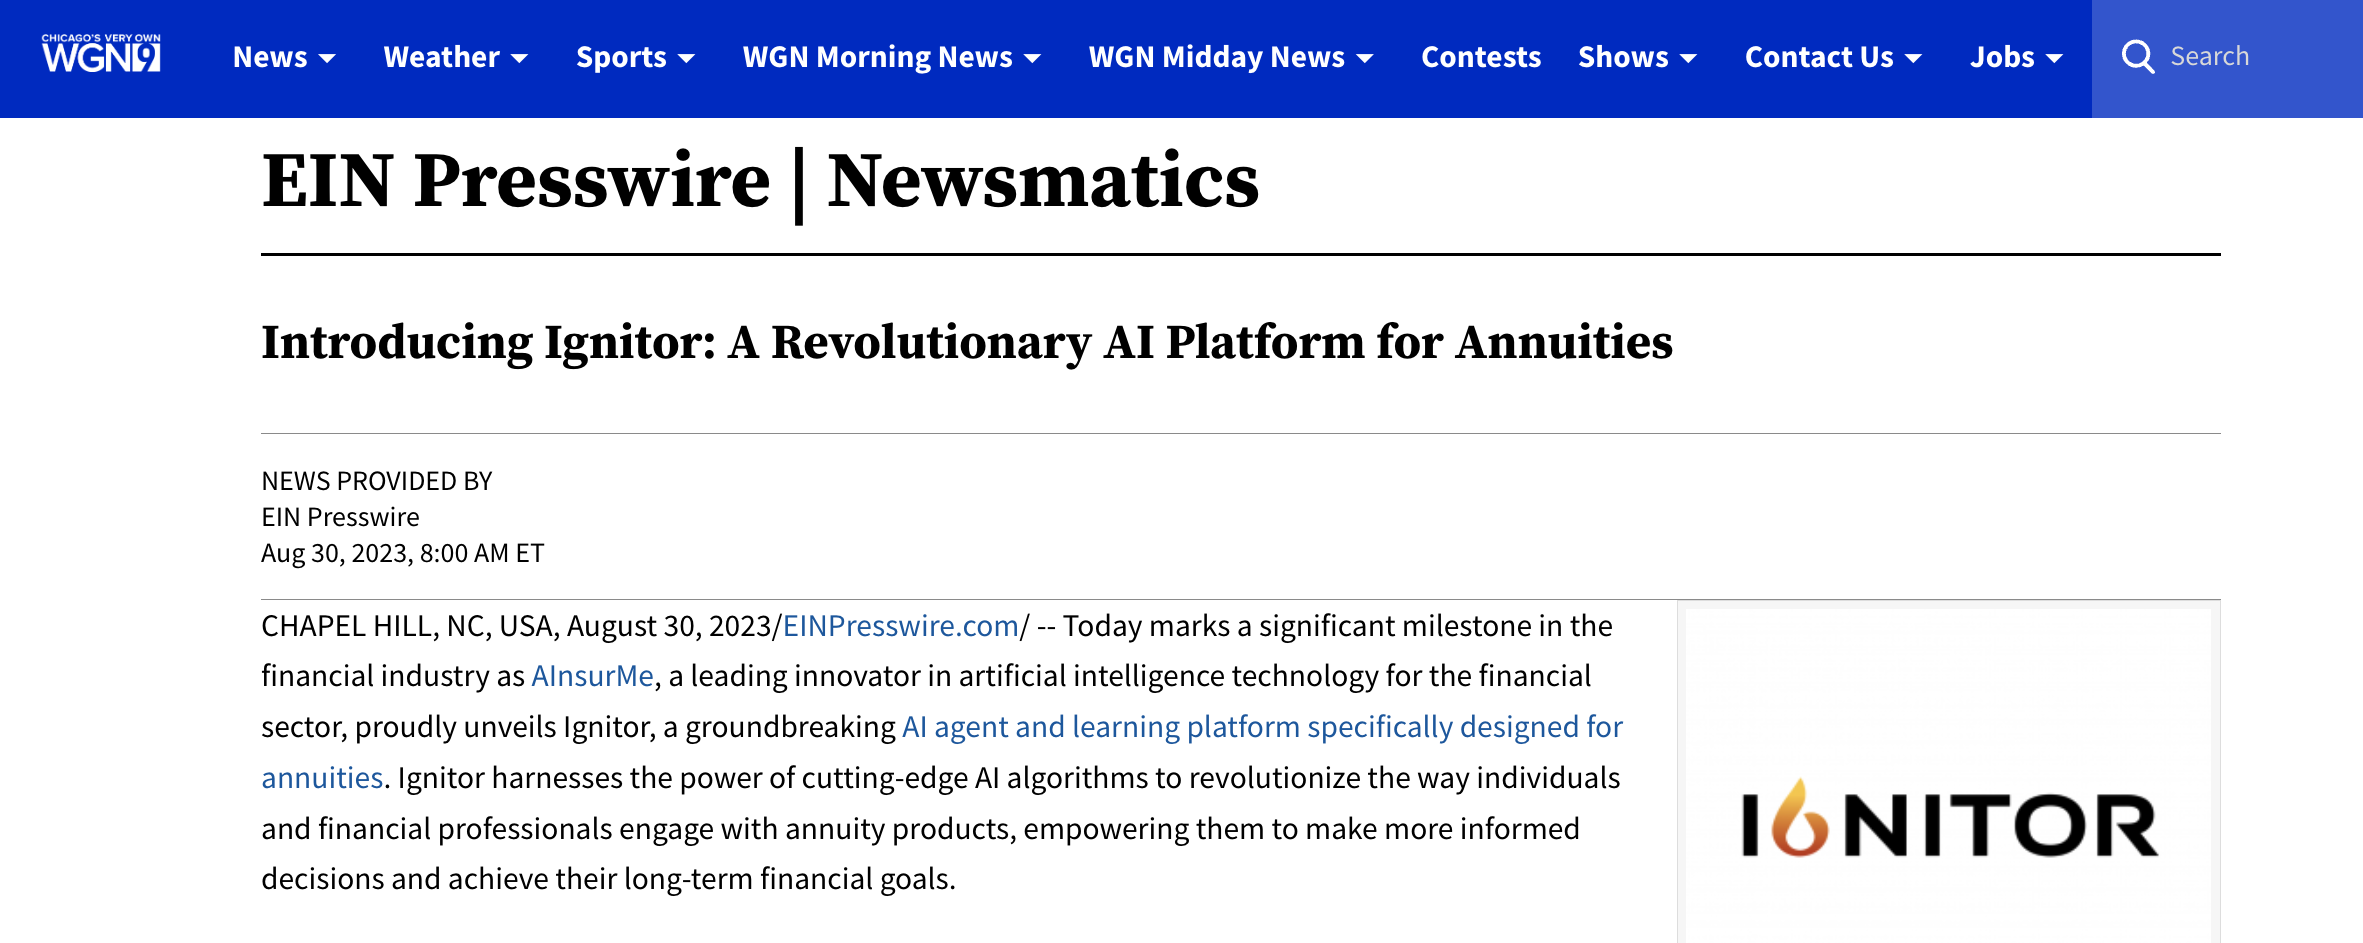 CHICAGO'S VERY OWN
WGN9
News
Weather
Sports
WGN Morning News
WGN Midday News
Contests
Shows
Contact Us
Jobs
Search
EIN Presswire | Newsmatics
Introducing Ignitor: A Revolutionary AI Platform for Annuities
NEWS PROVIDED BY
EIN Presswire
Aug 30, 2023, 8:00 AM ET
CHAPEL HILL, NC, USA, August 30, 2023/EINPresswire.com/ -- Today marks a significant milestone in the
financial industry as AInsurMe, a leading innovator in artificial intelligence technology for the financial
sector, proudly unveils Ignitor, a groundbreaking AI agent and learning platform specifically designed for
annuities. Ignitor harnesses the power of cutting-edge AI algorithms to revolutionize the way individuals
and financial professionals engage with annuity products, empowering them to make more informed
decisions and achieve their long-term financial goals.
IGNITOR